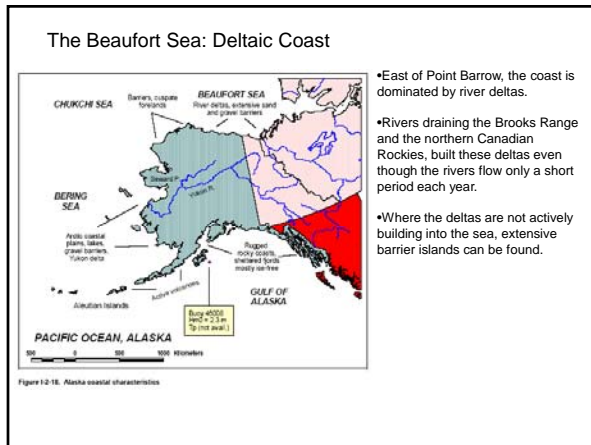 The Beaufort Sea: Deltaic Coast
Barriers, cuspate
forelands
BEAUFORT SEA
River deltas, extensive sand
and gravel barriers
CHUKCHI SEA
Seward P.
Yukon R.
BERING
SEA
Arctic coastal
plains, lakes,
gravel barriers,
Yukon delta
Rugged
rocky coasts,
sheltered fjords
mostly ice-free
Active volcanoes
GULF OF
ALASKA
Aleutian Islands
Buoy 46003
Hm0 = 2.3 m
Tp (not avail.)
PACIFIC OCEAN, ALASKA
500 0 500 1000 Kilometers
Figure I-2-18. Alaska coastal characteristics
•East of Point Barrow, the coast is
dominated by river deltas.
•Rivers draining the Brooks Range
and the northern Canadian
Rockies, built these deltas even
though the rivers flow only a short
period each year.
•Where the deltas are not actively
building into the sea, extensive
barrier islands can be found.